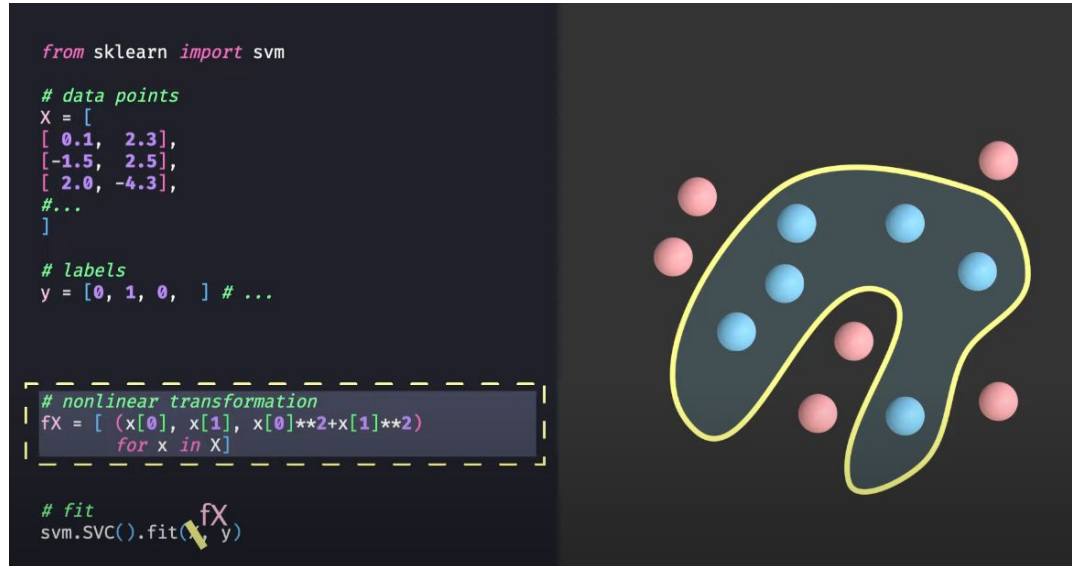 from sklearn import svm
# data points
X = [
[ 0.1,  2.3],
[-1.5,  2.5],
[ 2.0, -4.3],
#...
]
# labels
y = [0, 1, 0,  ] # ...
# nonlinear transformation
fX = [ (x[0], x[1], x[0]**2+x[1]**2)
for x in X]
# fit
fX
svm.SVC().fit(X, y)